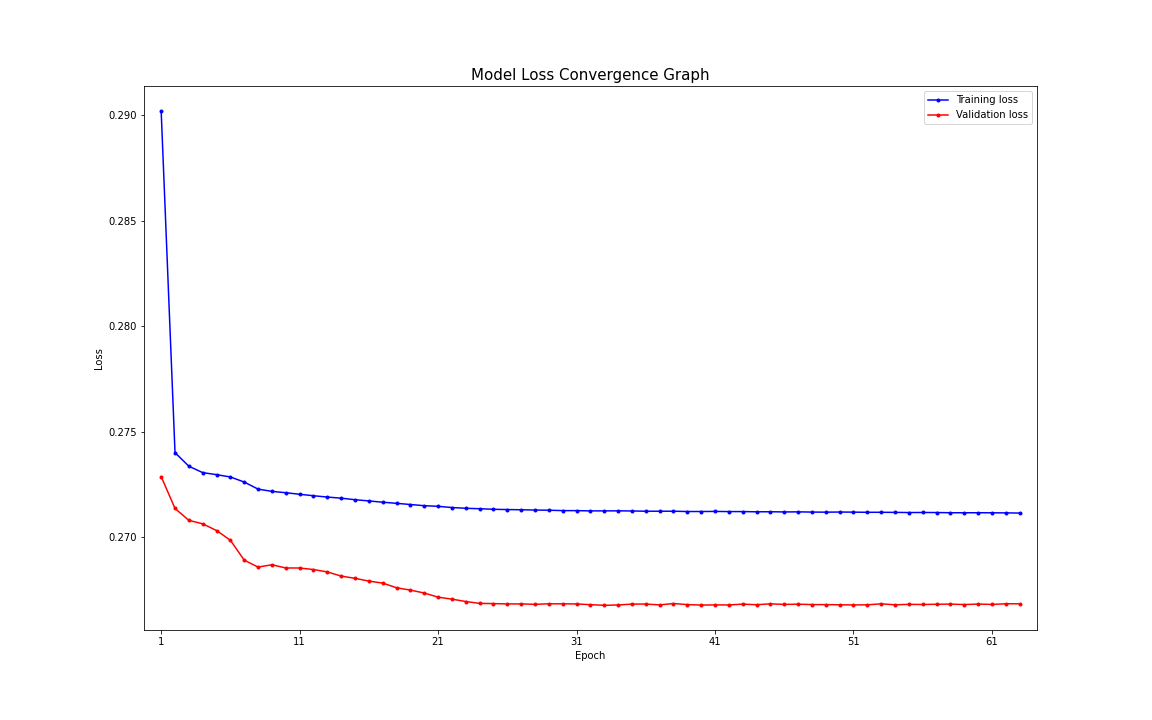 Model Loss Convergence Graph
Training loss
Validation loss
0.290
0.285
0.280
0.275
0.270
Loss
1 11 21 31 41 51 61
Epoch